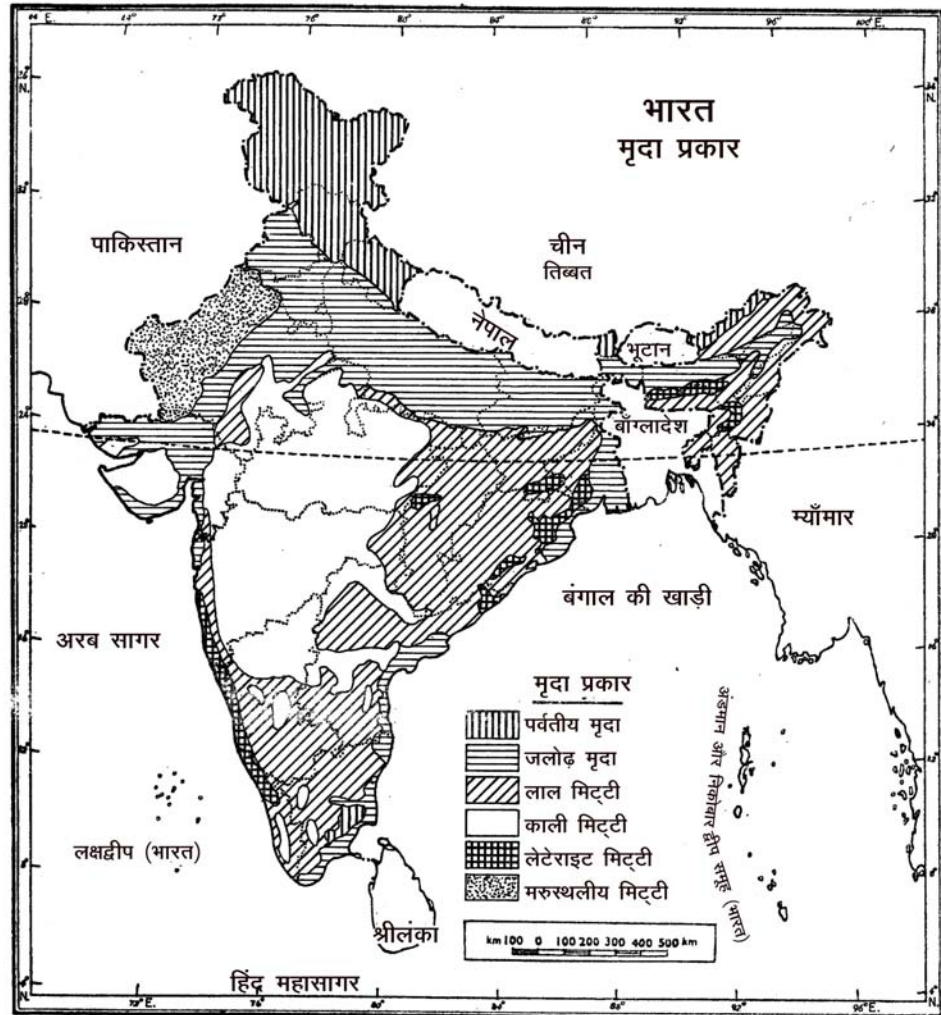 भारत
मृदा प्रकार
पाकिस्तान
चीन
तिब्बत
नेपाल
भूटान
बांग्लादेश
म्याँमार
बंगाल की खाड़ी
अरब सागर
मृदा प्रकार
पर्वतीय मृदा
जलोढ़ मृदा
लाल मिट्टी
काली मिट्टी
लेटेराइट मिट्टी
मरुस्थलीय मिट्टी
लक्षद्वीप (भारत)
अंडमान और निकोबार द्वीप समूह (भारत)
श्रीलंका
km 100 0 100 200 300 400 500 km
हिंद महासागर